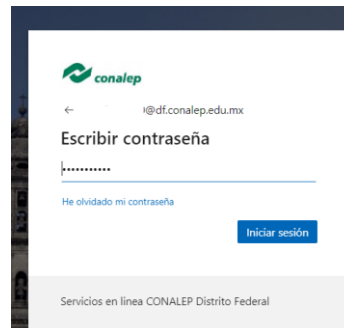 conalep
@df.conalep.edu.mx
Escribir contraseña
•••••••••••
He olvidado mi contraseña
Iniciar sesión
Servicios en línea CONALEP Distrito Federal